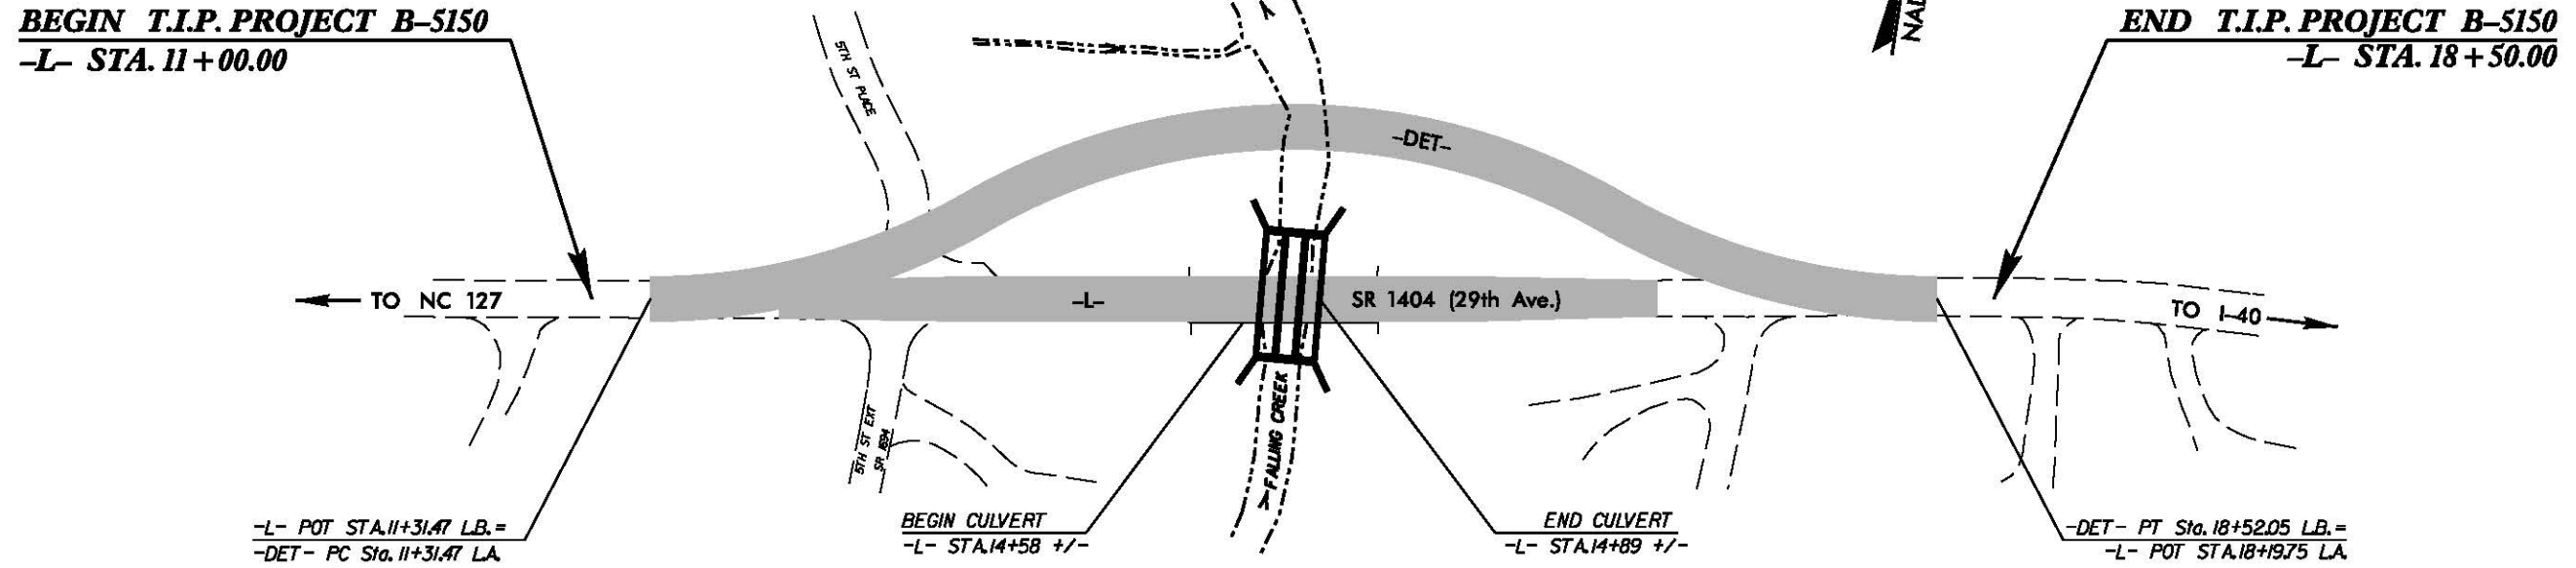 BEGIN T.I.P. PROJECT B–5150
–L– STA. 11+00.00
END T.I.P. PROJECT B–5150
–L– STA. 18+50.00
NAD
5TH ST PLACE
–DET–
TO NC 127
–L–
SR 1404 (29th Ave.)
TO I–40
5TH ST EXT
SR 1694
FALLING CREEK
-L- POT STA.11+31.47 L.B.=
-DET- PC Sta. 11+31.47 L.A.
BEGIN CULVERT
-L- STA.14+58 +/-
END CULVERT
-L- STA.14+89 +/-
-DET- PT Sta. 18+52.05 L.B.=
-L- POT STA.18+19.75 L.A.